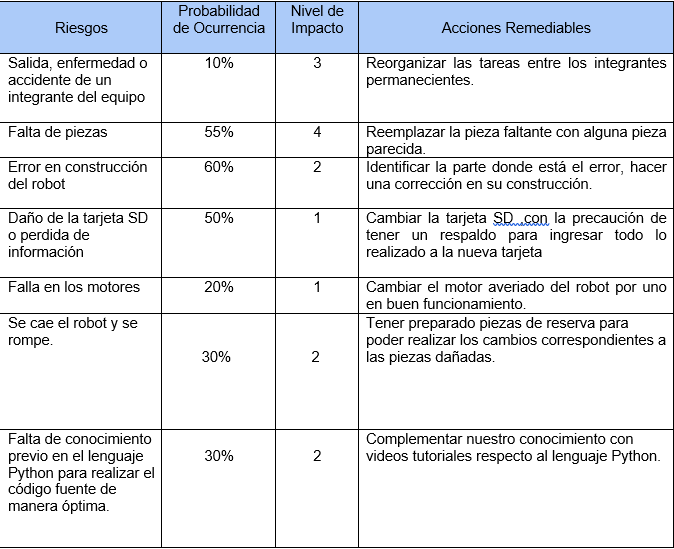 Riesgos
Probabilidad
de Ocurrencia
Nivel de
Impacto
Acciones Remediables
Salida, enfermedad o
accidente de un
integrante del equipo
10%
3
Reorganizar las tareas entre los integrantes
permanecientes.
Falta de piezas
55%
4
Reemplazar la pieza faltante con alguna pieza
parecida.
Error en construcción
del robot
60%
2
Identificar la parte donde está el error, hacer
una corrección en su construcción.
Daño de la tarjeta SD
o perdida de
información
50%
1
Cambiar la tarjeta SD ,con la precaución de
tener un respaldo para ingresar todo lo
realizado a la nueva tarjeta
Falla en los motores
20%
1
Cambiar el motor averiado del robot por uno
en buen funcionamiento.
Se cae el robot y se
rompe.
30%
2
Tener preparado piezas de reserva para
poder realizar los cambios correspondientes a
las piezas dañadas.
Falta de conocimiento
previo en el lenguaje
Python para realizar el
código fuente de
manera óptima.
30%
2
Complementar nuestro conocimiento con
videos tutoriales respecto al lenguaje Python.